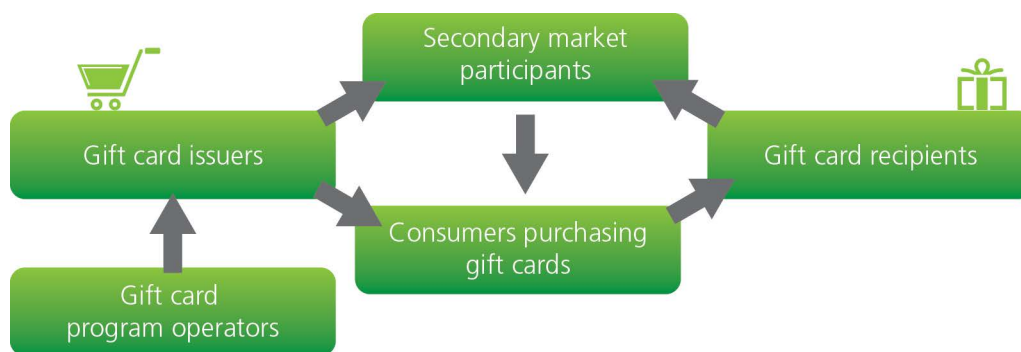 Secondary market
participants
Gift card issuers
Gift card recipients
Consumers purchasing
gift cards
Gift card
program operators